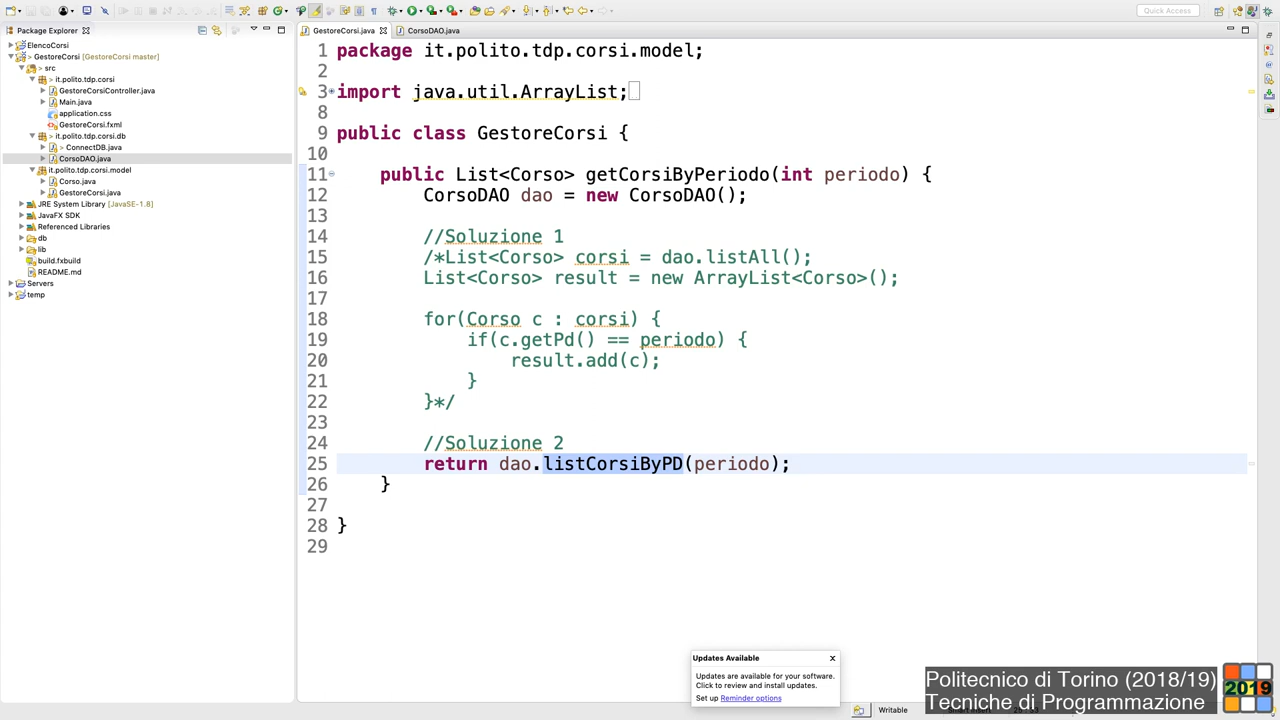 Quick Access
Package Explorer
ElencoCorsi
> GestoreCorsi [GestoreCorsi master]
> src
> it.polito.tdp.corsi
GestoreCorsiController.java
Main.java
application.css
GestoreCorsi.fxml
> it.polito.tdp.corsi.db
> ConnectDB.java
CorsoDAO.java
it.polito.tdp.corsi.model
Corso.java
GestoreCorsi.java
JRE System Library [JavaSE-1.8]
JavaFX SDK
Referenced Libraries
db
lib
build.fxbuild
README.md
Servers
temp
GestoreCorsi.java
CorsoDAO.java
1 package it.polito.tdp.corsi.model;
2
3 import java.util.ArrayList;
8
9 public class GestoreCorsi {
10
11 public List<Corso> getCorsiByPeriodo(int periodo) {
12 CorsoDAO dao = new CorsoDAO();
13
14 //Soluzione 1
15 /*List<Corso> corsi = dao.listAll();
16 List<Corso> result = new ArrayList<Corso>();
17
18 for(Corso c : corsi) {
19 if(c.getPd() == periodo) {
20 result.add(c);
21 }
22 }*/
23
24 //Soluzione 2
25 return dao.listCorsiByPD(periodo);
26 }
27
28 }
29
Updates Available
Updates are available for your software.
Click to review and install updates.
Set up Reminder options
Politecnico di Torino (2018/19)
Tecniche di Programmazione
2019
Writable